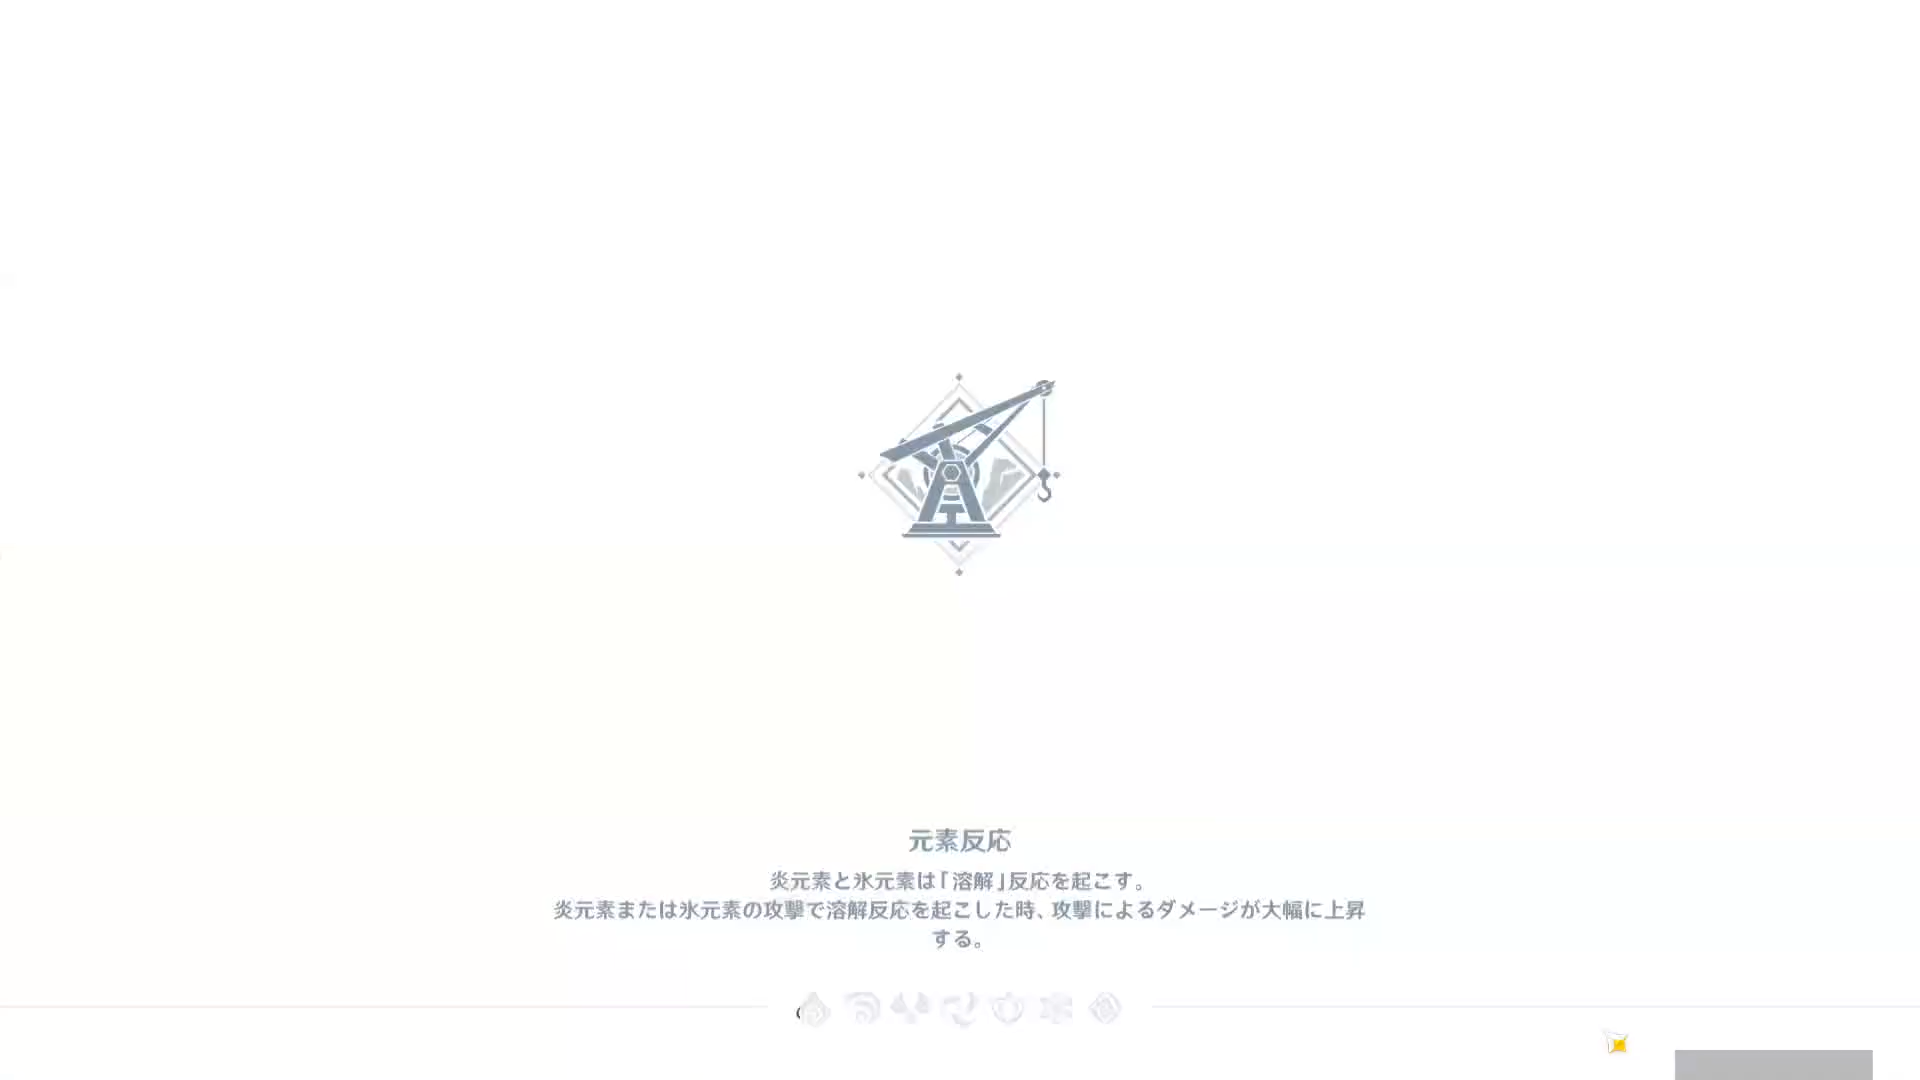 元素反応
炎元素と氷元素は「溶解」反応を起こす。
炎元素または氷元素の攻撃で溶解反応を起こした時、攻撃によるダメージが大幅に上昇
する。